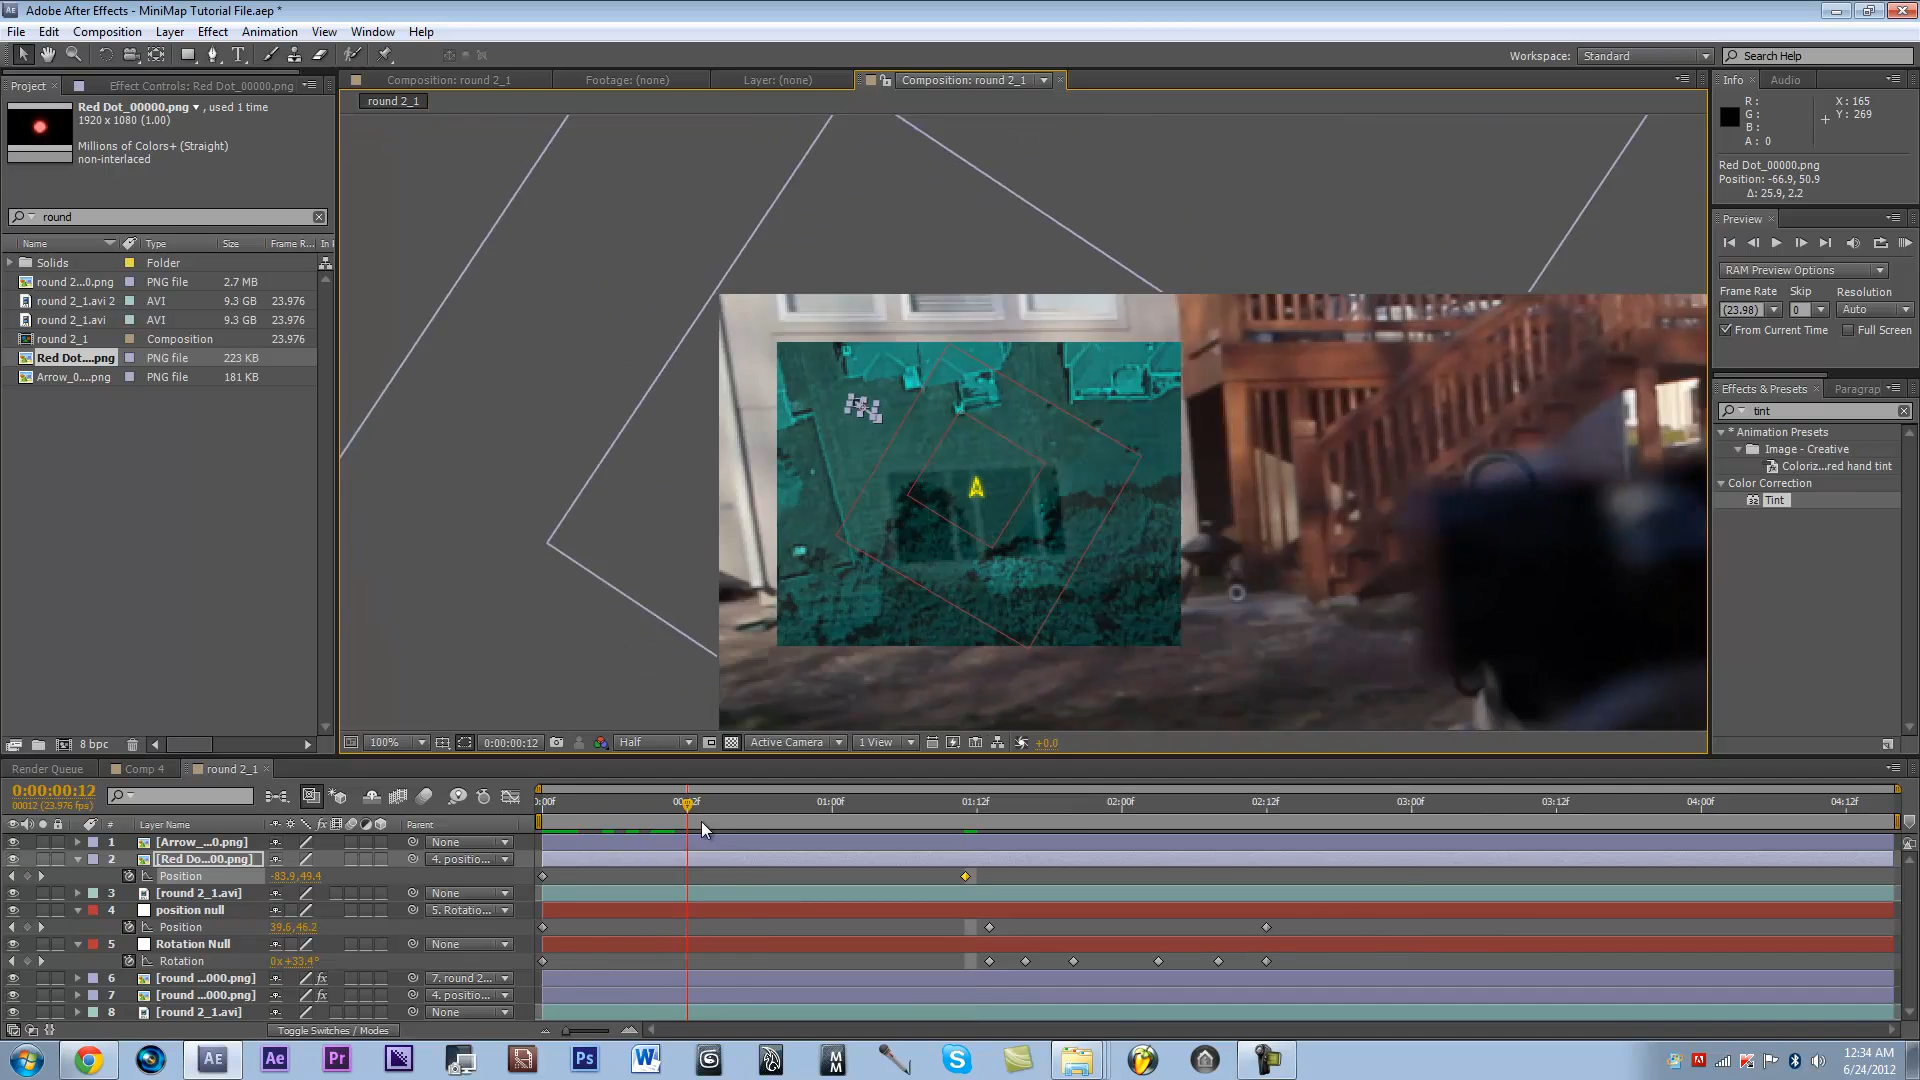 Adobe After Effects - MiniMap Tutorial File.aep *
File Edit Composition Layer Effect Animation View Window Help
Workspace: Standard Search Help
Project Effect Controls: Red Dot_00000.png
Composition: round 2_1 Footage: (none) Layer: (none) Composition: round 2_1
Info Audio
round 2_1
Red Dot_00000.png ▾ , used 1 time
1920 x 1080 (1.00)
Millions of Colors+ (Straight)
non-interlaced
R :
G :
B :
A : 0
X : 165
Y : 269
Red Dot_00000.png
Position: -66.9, 50.9
Δ: 25.9, 2.2
round
Name Type Size Frame R... In
Solids Folder
round 2...0.png PNG file 2.7 MB
round 2_1.avi 2 AVI 9.3 GB 23.976
round 2_1.avi AVI 9.3 GB 23.976
round 2_1 Composition 23.976
Red Dot....png PNG file 223 KB
Arrow_0....png PNG file 181 KB
8 bpc
Preview
RAM Preview Options
Frame Rate Skip Resolution
(23.98) 0 Auto
From Current Time Full Screen
Effects & Presets Paragrap
tint
* Animation Presets
Image - Creative
Coloriz...red hand tint
Color Correction
Tint
100% 0:00:00:12 Half Active Camera 1 View +0.0
Render Queue Comp 4 round 2_1
0:00:00:12
00012 (23.976 fps)
00f 00:12f 01:00f 01:12f 02:00f 02:12f 03:00f 03:12f 04:00f 04:12f
# Layer Name Parent
1 [Arrow_...0.png] None
2 [Red Do...00.png] 4. positio...
Position -83.9,49.4
3 [round 2_1.avi] None
4 position null 5. Rotatio...
Position 39.6,46.2
5 Rotation Null None
Rotation 0x+33.4°
6 [round ...000.png] 7. round 2...
7 [round ...000.png] 4. positio...
8 [round 2_1.avi] None
Toggle Switches / Modes
AE Ae Pr Ps W M M S
12:34 AM
6/24/2012